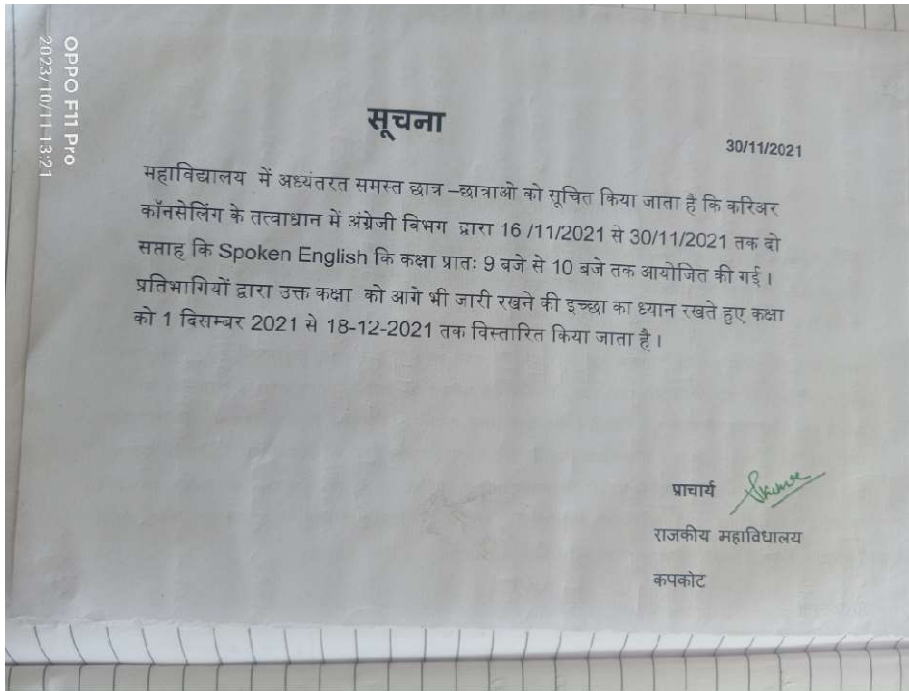 OPPO F11 Pro
2023/10/11 13:21
सूचना
30/11/2021
महाविद्यालय में अध्यंतरत समस्त छात्र –छात्राओ को सूचित किया जाता है कि करिअर
कॉनसेलिंग के तत्वाधान में अंग्रेजी विभग द्रारा 16 /11/2021 से 30/11/2021 तक दो
सप्ताह कि Spoken English कि कक्षा प्रातः 9 बजे से 10 बजे तक आयोजित की गई ।
प्रतिभागियों द्वारा उक्त कक्षा को आगे भी जारी रखने की इच्छा का ध्यान रखते हुए कक्षा
को 1 दिसम्बर 2021 से 18-12-2021 तक विस्तारित किया जाता है ।
प्राचार्य
राजकीय महाविधालय
कपकोट